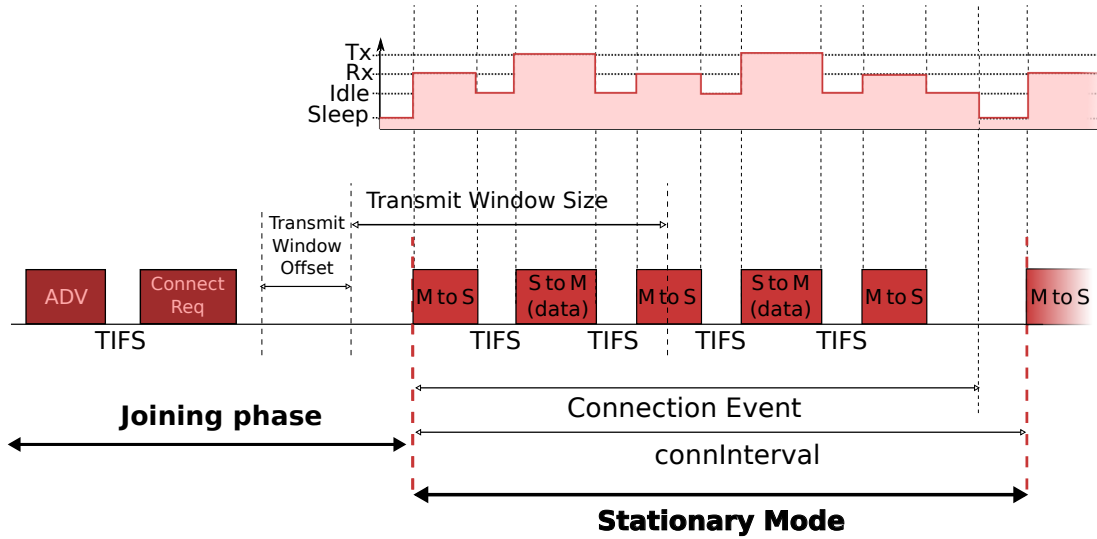 Tx
Rx
Idle
Sleep
Transmit Window Size
Transmit
Window
Offset
ADV
Connect
Req
M to S
S to M
(data)
M to S
S to M
(data)
M to S
M to S
TIFS
TIFS
TIFS
TIFS
TIFS
Connection Event
Joining phase
connInterval
Stationary Mode